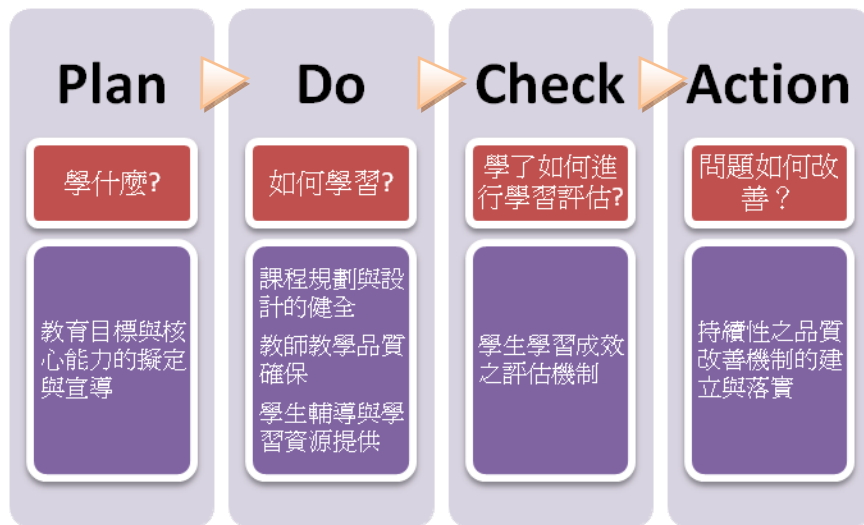 Plan
Do
Check
Action
學什麼?
如何學習?
學了如何進
行學習評估?
問題如何改
善？
教育目標與核
心能力的擬定
與宣導
課程規劃與設
計的健全
教師教學品質
確保
學生輔導與學
習資源提供
學生學習成效
之評估機制
持續性之品質
改善機制的建
立與落實